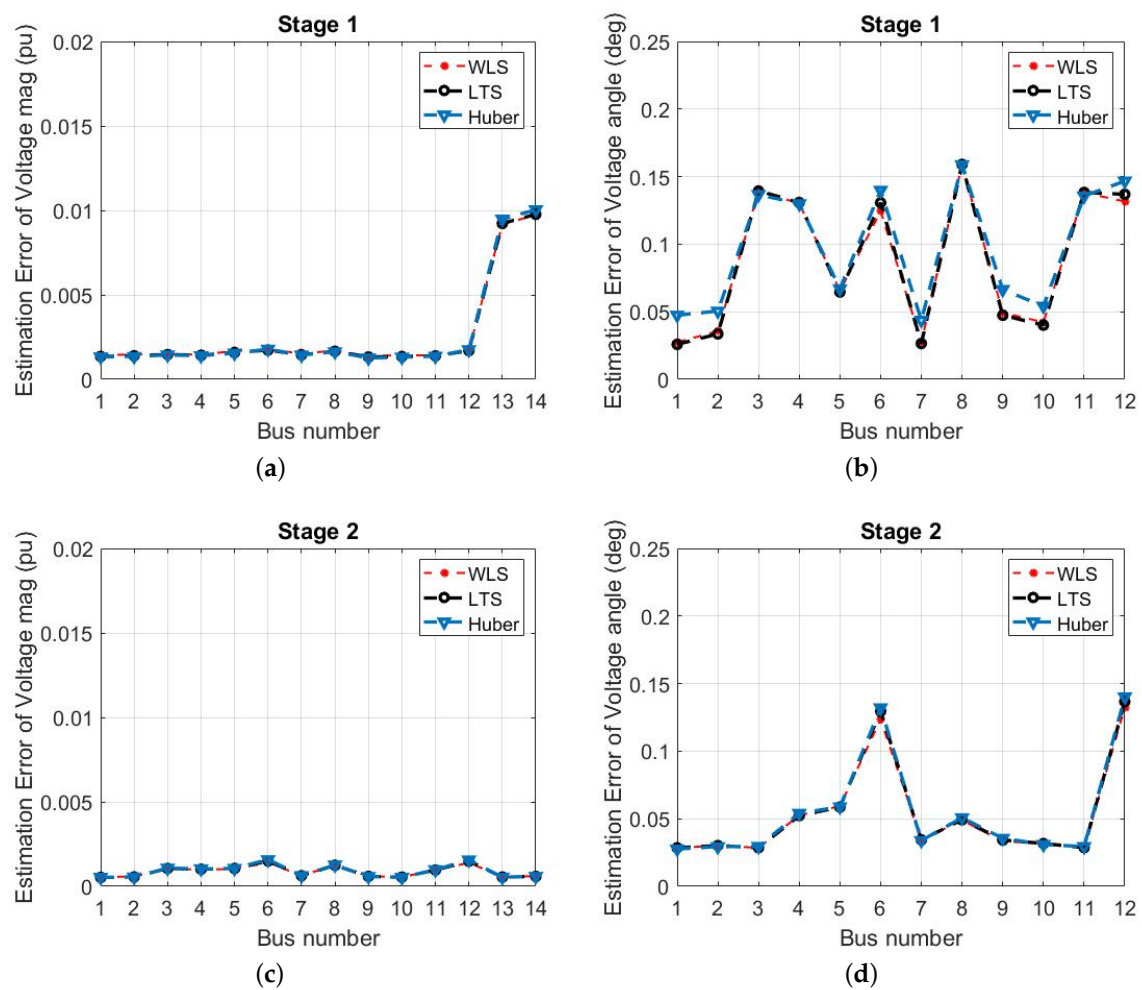 Stage 1
Estimation Error of Voltage mag (pu)
0.02
0.015
0.01
0.005
0
WLS
LTS
Huber
1 2 3 4 5 6 7 8 9 10 11 12 13 14
Bus number
(a)
Stage 1
Estimation Error of Voltage angle (deg)
0.25
0.2
0.15
0.1
0.05
0
WLS
LTS
Huber
1 2 3 4 5 6 7 8 9 10 11 12
Bus number
(b)
Stage 2
Estimation Error of Voltage mag (pu)
0.02
0.015
0.01
0.005
0
WLS
LTS
Huber
1 2 3 4 5 6 7 8 9 10 11 12 13 14
Bus number
(c)
Stage 2
Estimation Error of Voltage angle (deg)
0.25
0.2
0.15
0.1
0.05
0
WLS
LTS
Huber
1 2 3 4 5 6 7 8 9 10 11 12
Bus number
(d)